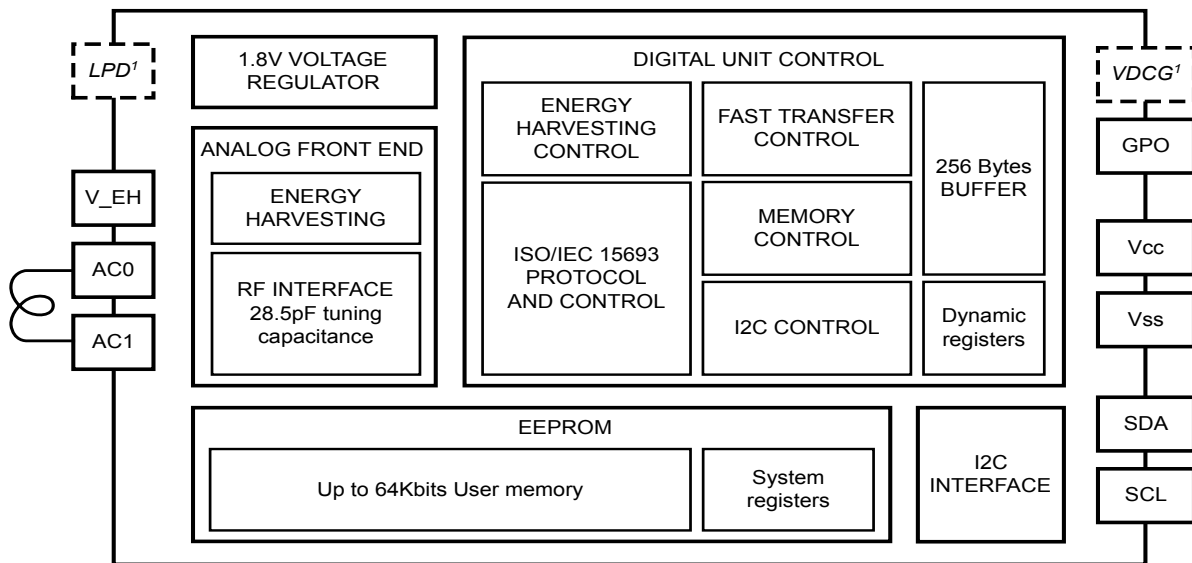 LPD¹
V_EH
AC0
AC1
1.8V VOLTAGE
REGULATOR
ANALOG FRONT END
ENERGY
HARVESTING
RF INTERFACE
28.5pF tuning
capacitance
DIGITAL UNIT CONTROL
ENERGY
HARVESTING
CONTROL
FAST TRANSFER
CONTROL
256 Bytes
BUFFER
ISO/IEC 15693
PROTOCOL
AND CONTROL
MEMORY
CONTROL
I2C CONTROL
Dynamic
registers
EEPROM
Up to 64Kbits User memory
System
registers
I2C
INTERFACE
VDCG¹
GPO
Vcc
Vss
SDA
SCL